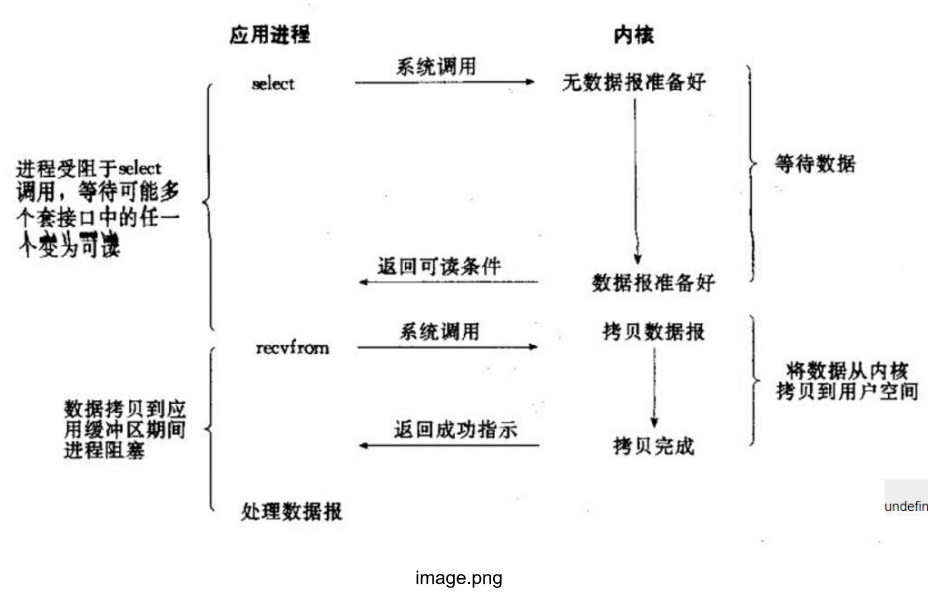 应用进程
内核
select
系统调用
无数据报准备好
进程受阻于select
调用，等待可能多
个套接口中的任一
个变为可读
等待数据
返回可读条件
数据报准备好
recvfrom
系统调用
拷贝数据报
将数据从内核
拷贝到用户空间
数据拷贝到应
用缓冲区期间
进程阻塞
返回成功指示
拷贝完成
处理数据报
undefin
image.png